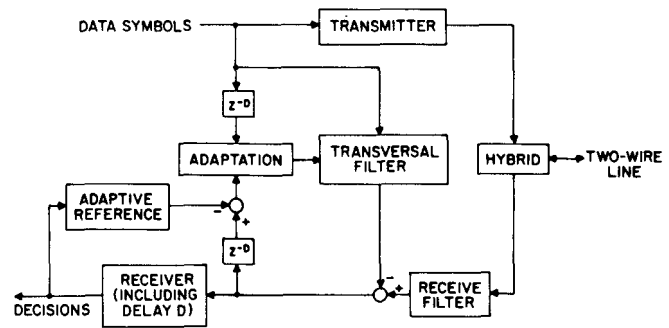 DATA SYMBOLS
TRANSMITTER
z⁻ᴰ
ADAPTATION
TRANSVERSAL
FILTER
HYBRID
TWO-WIRE
LINE
ADAPTIVE
REFERENCE
−
+
z⁻ᴰ
RECEIVER
(INCLUDING
DELAY D)
−
+
RECEIVE
FILTER
DECISIONS